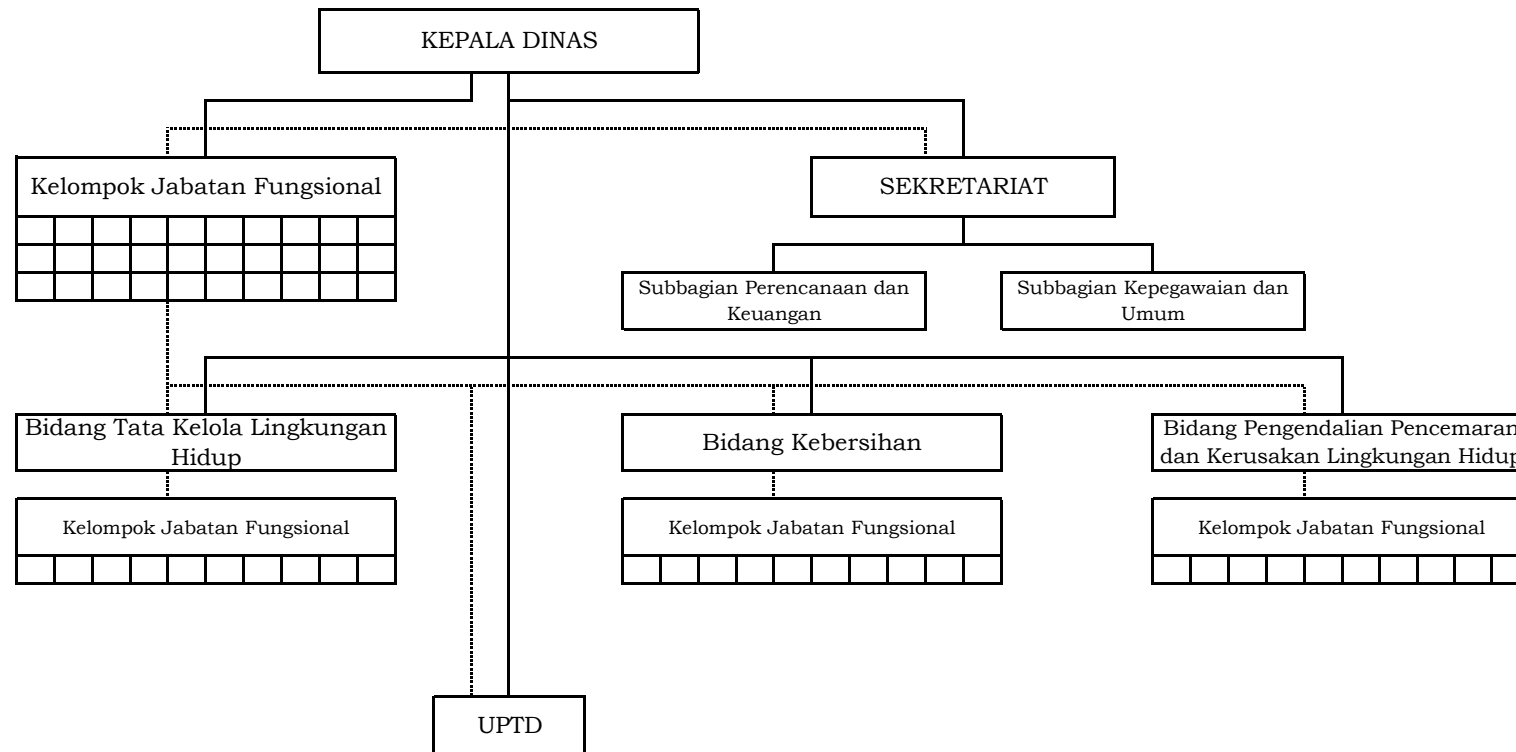 KEPALA DINAS
Kelompok Jabatan Fungsional
SEKRETARIAT
Subbagian Perencanaan dan
Keuangan
Subbagian Kepegawaian dan
Umum
Bidang Tata Kelola Lingkungan
Hidup
Bidang Kebersihan
Bidang Pengendalian Pencemaran
dan Kerusakan Lingkungan Hidup
Kelompok Jabatan Fungsional
Kelompok Jabatan Fungsional
Kelompok Jabatan Fungsional
UPTD